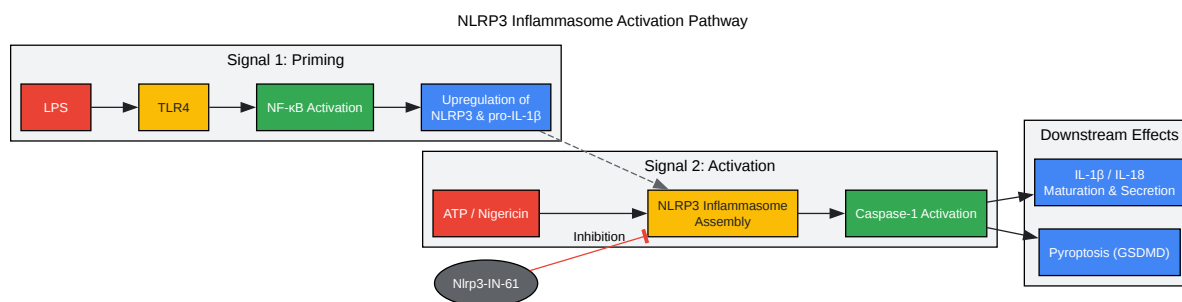 NLRP3 Inflammasome Activation Pathway
Signal 1: Priming
LPS
TLR4
NF-κB Activation
Upregulation of
NLRP3 & pro-IL-1β
Signal 2: Activation
ATP / Nigericin
NLRP3 Inflammasome
Assembly
Caspase-1 Activation
Inhibition
Nlrp3-IN-61
Downstream Effects
IL-1β / IL-18
Maturation & Secretion
Pyroptosis (GSDMD)